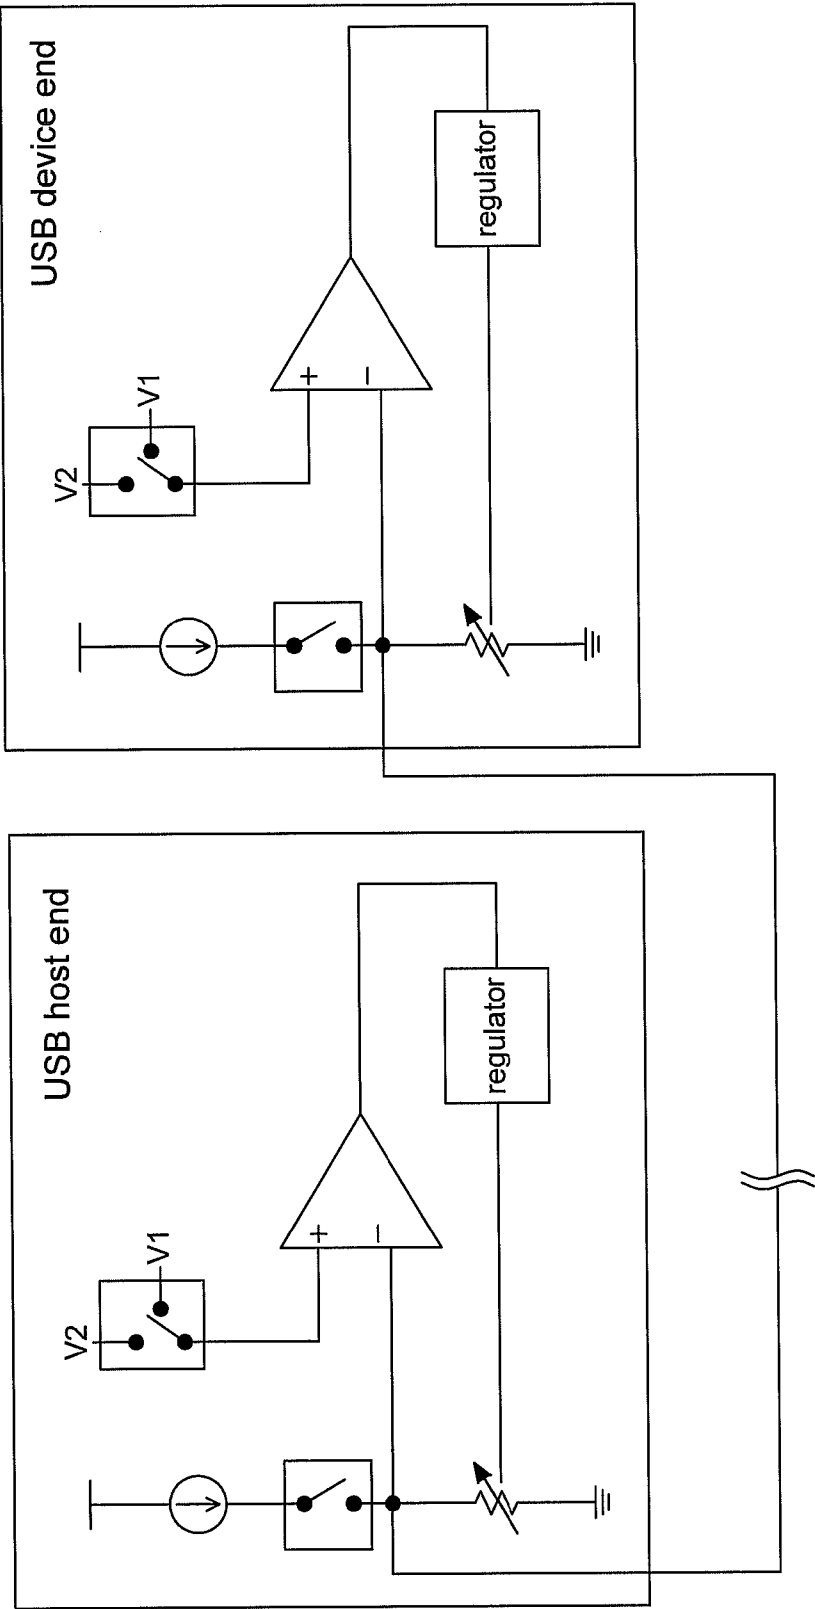 USB host end
V2
V1
+
−
regulator
USB device end
V2
V1
+
−
regulator